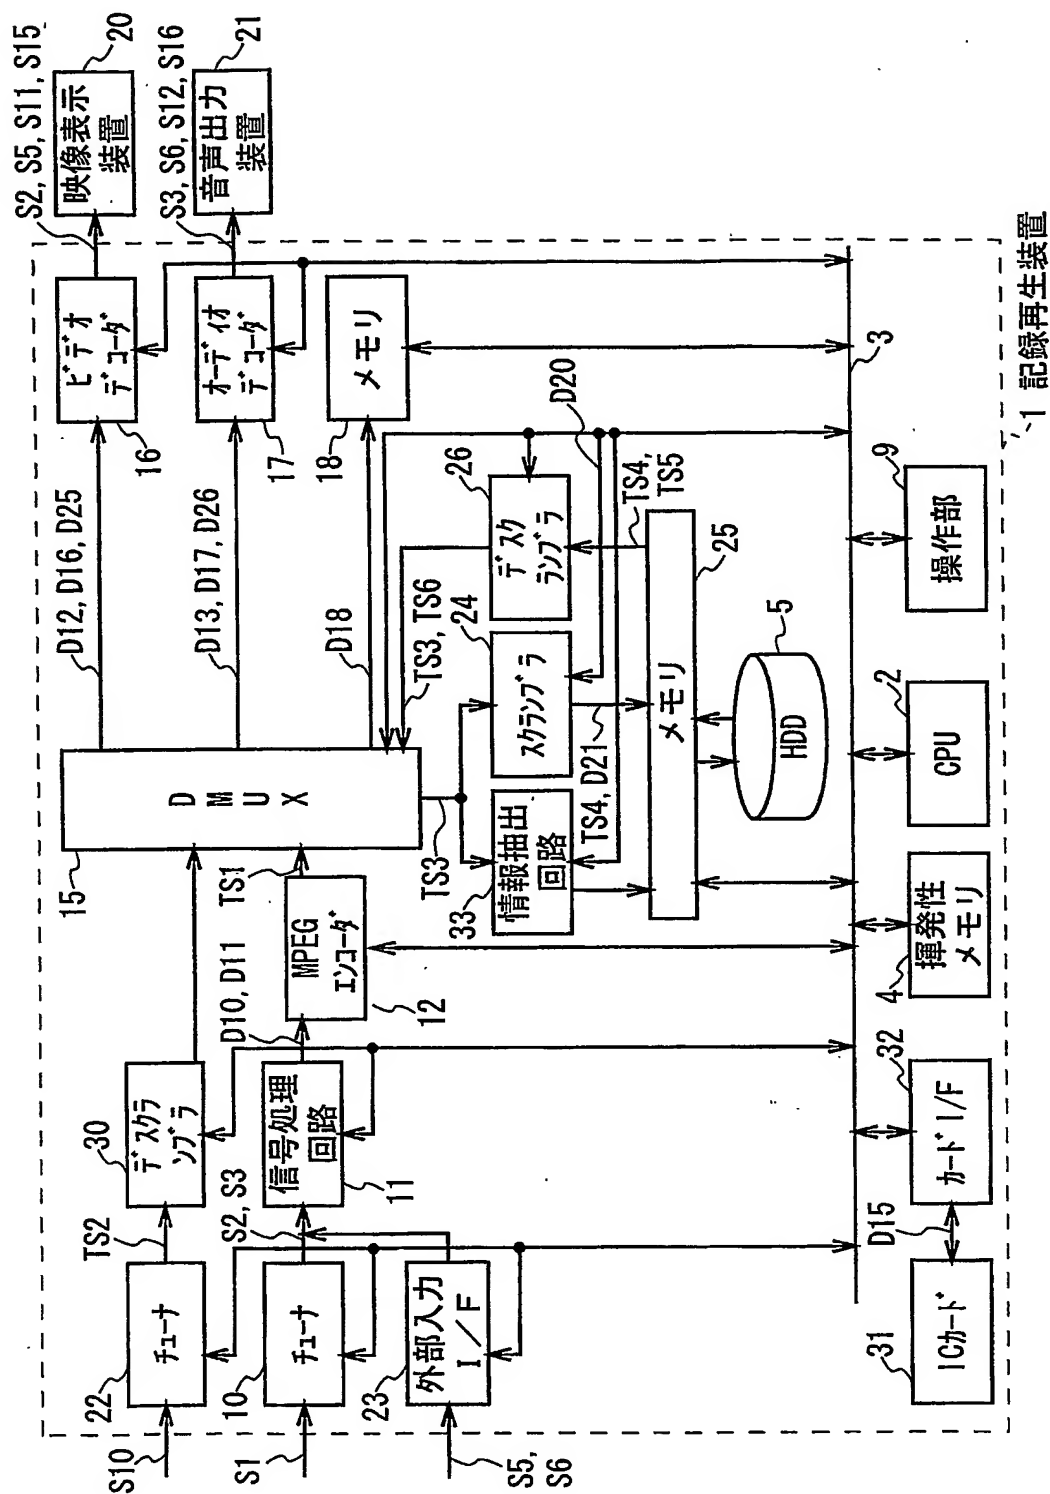 S10
22
チューナ
TS2
30
デスクラ
ンブラ
S1
10
チューナ
S2, S3
信号処理
回路
11
D10, D11
MPEG
エンコーダ
12
TS1
S5,
S6
23
外部入力
I/F
15
DMUX
D12, D16, D25
16
ビデオ
デコーダ
S2, S5, S11, S15
20
映像表示
装置
D13, D17, D26
17
オーディオ
デコーダ
S3, S6, S12, S16
21
音声出力
装置
D18
18
メモリ
TS3, TS6
TS3
33
情報抽出
回路
24
スクランブラ
26
デスク
ランブラ
D20
TS4, D21
TS4,
TS5
メモリ
25
HDD
5
3
31
ICカード
D15
32
カードI/F
4
揮発性
メモリ
2
CPU
9
操作部
1 記録再生装置